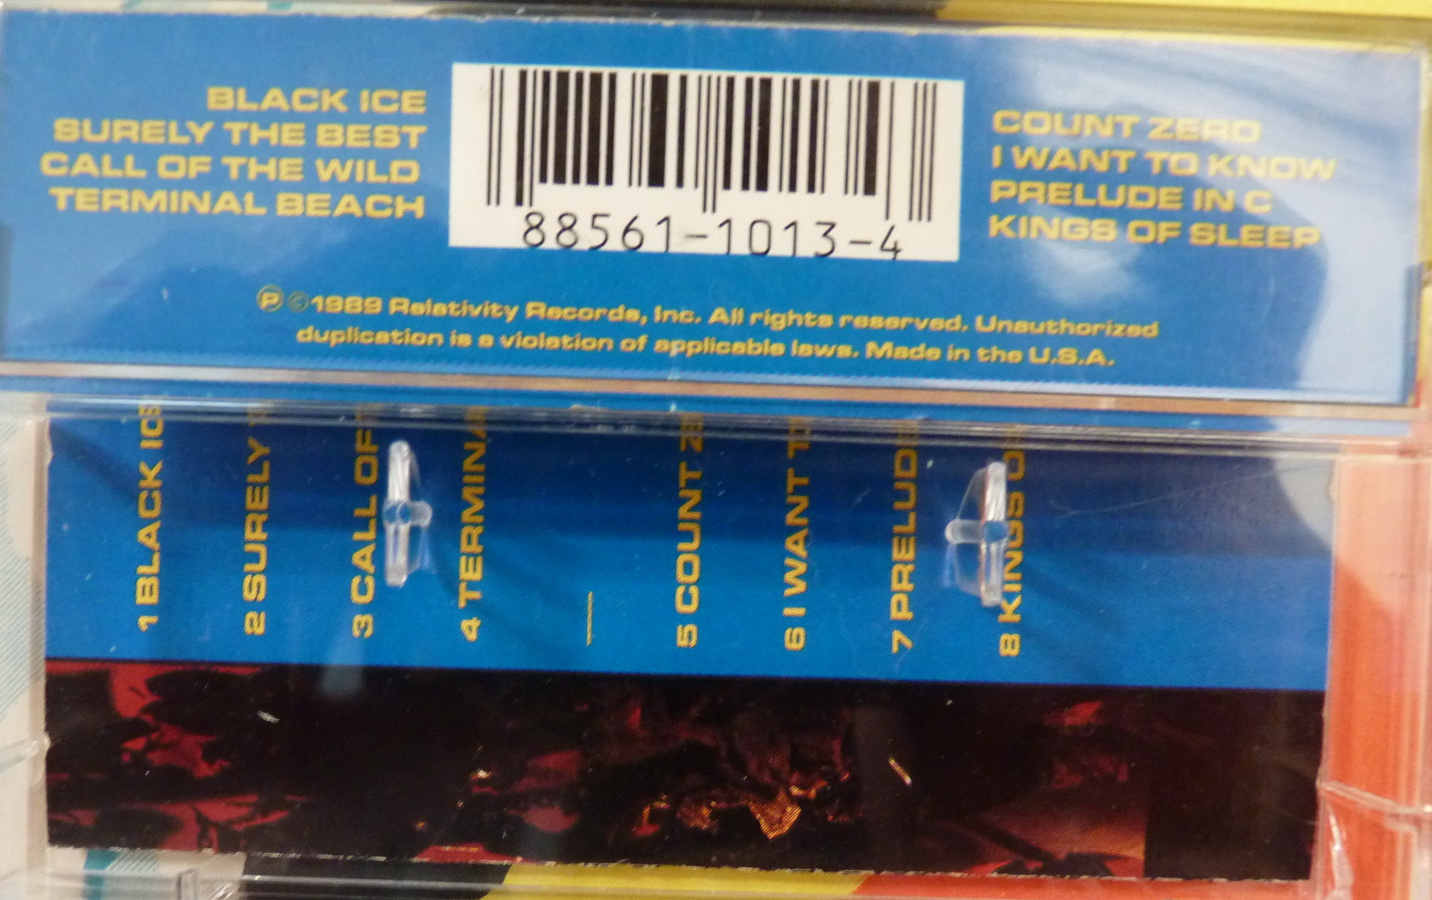 BLACK ICE
SURELY THE BEST
CALL OF THE WILD
TERMINAL BEACH
88561-1013-4
COUNT ZERO
I WANT TO KNOW
PRELUDE IN C
KINGS OF SLEEP
Ⓟ©1989 Relativity Records, Inc. All rights reserved. Unauthorized
duplication is a violation of applicable laws. Made in the U.S.A.
1 BLACK ICE
2 SURELY
3 CALL OF
4 TERMINA
5 COUNT ZE
6 I WANT T
7 PRELUDE
8 KINGS O